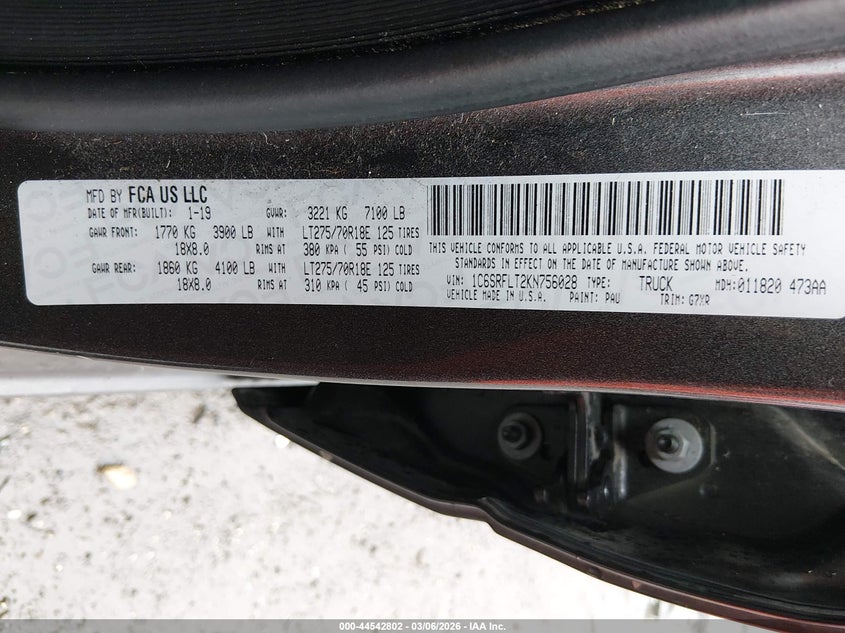 MFD BY FCA US LLC
DATE OF MFR(BUILT): 1-19 GVWR: 3221 KG 7100 LB
GAWR FRONT: 1770 KG 3900 LB WITH LT275/70R18E 125 TIRES
18X8.0 RIMS AT 380 KPA ( 55 PSI) COLD
GAWR REAR: 1860 KG 4100 LB WITH LT275/70R18E 125 TIRES
18X8.0 RIMS AT 310 KPA ( 45 PSI) COLD
THIS VEHICLE CONFORMS TO ALL APPLICABLE U.S.A. FEDERAL MOTOR VEHICLE SAFETY
STANDARDS IN EFFECT ON THE DATE OF MANUFACTURE SHOWN ABOVE.
VIN: 1C6SRFLT2KN756028 TYPE: TRUCK MDH: 011820 473AA
VEHICLE MADE IN U.S.A. PAINT: PAU TRIM: G7XR
000-44542802 — 03/06/2026 — IAA Inc.